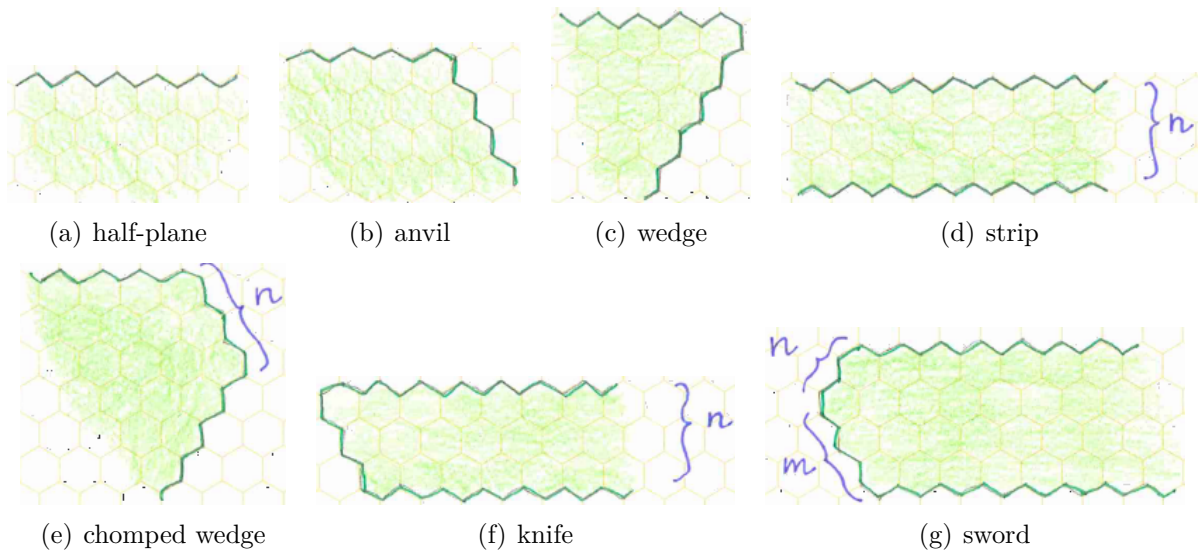 n
(a) half-plane
(b) anvil
(c) wedge
(d) strip
n
n
n
m
(e) chomped wedge
(f) knife
(g) sword